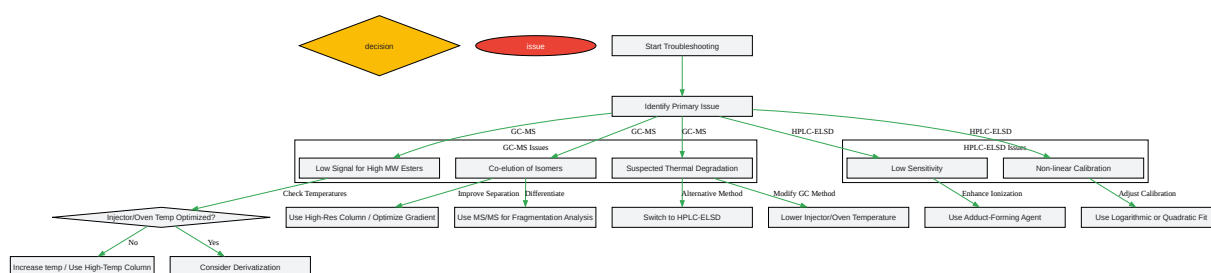 decision
issue
Start Troubleshooting
Identify Primary Issue
GC-MS
GC-MS
GC-MS
HPLC-ELSD
HPLC-ELSD
GC-MS Issues
HPLC-ELSD Issues
Low Signal for High MW Esters
Co-elution of Isomers
Suspected Thermal Degradation
Low Sensitivity
Non-linear Calibration
Check Temperatures
Improve Separation
Differentiate
Alternative Method
Modify GC Method
Enhance Ionization
Adjust Calibration
Injector/Oven Temp Optimized?
Use High-Res Column / Optimize Gradient
Use MS/MS for Fragmentation Analysis
Switch to HPLC-ELSD
Lower Injector/Oven Temperature
Use Adduct-Forming Agent
Use Logarithmic or Quadratic Fit
No
Yes
Increase temp / Use High-Temp Column
Consider Derivatization